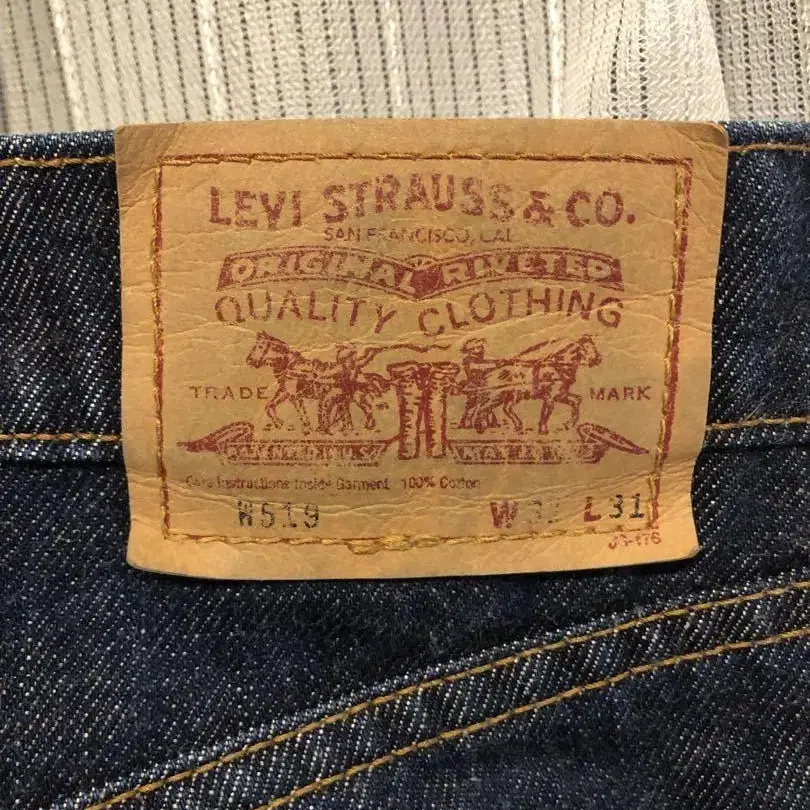 LEVI STRAUSS & CO.
SAN FRANCISCO, CAL
ORIGINAL RIVETED
QUALITY CLOTHING
TRADE MARK
Care Instructions Inside Garment 100% Cotton
W519 W L31